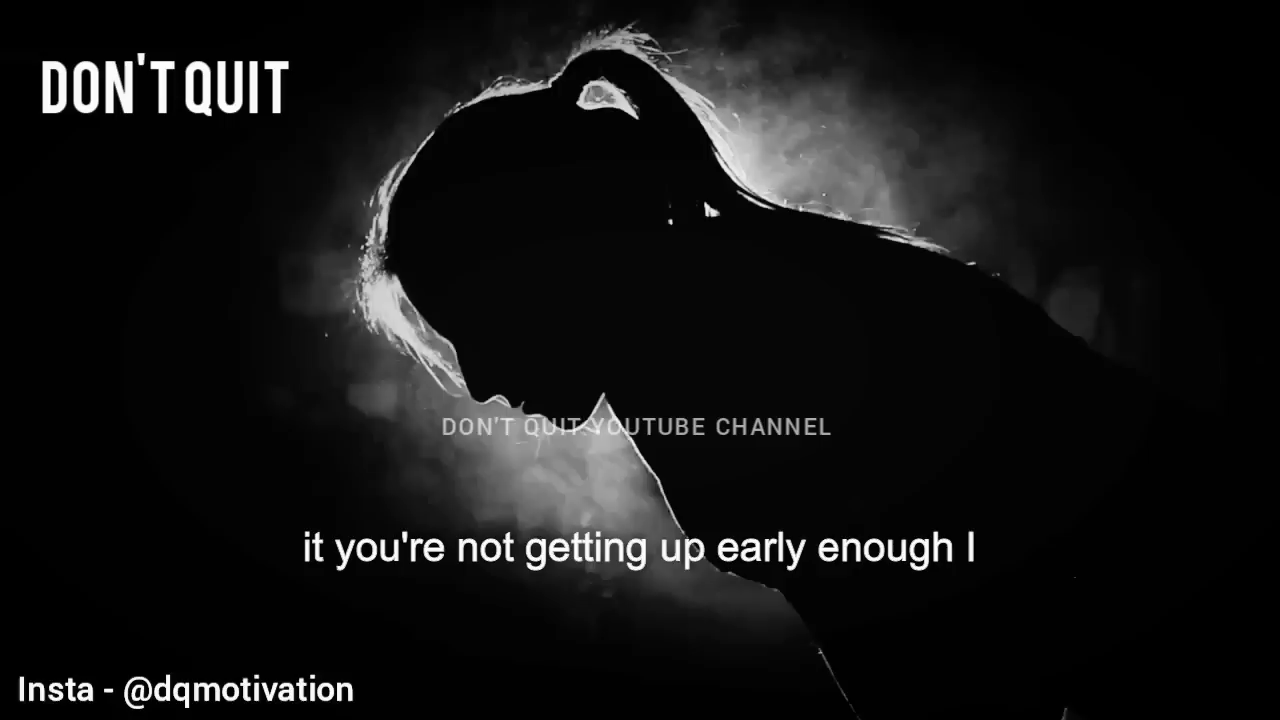 DON'T QUIT
DON'T QUIT YOUTUBE CHANNEL
it you're not getting up early enough I
Insta - @dqmotivation